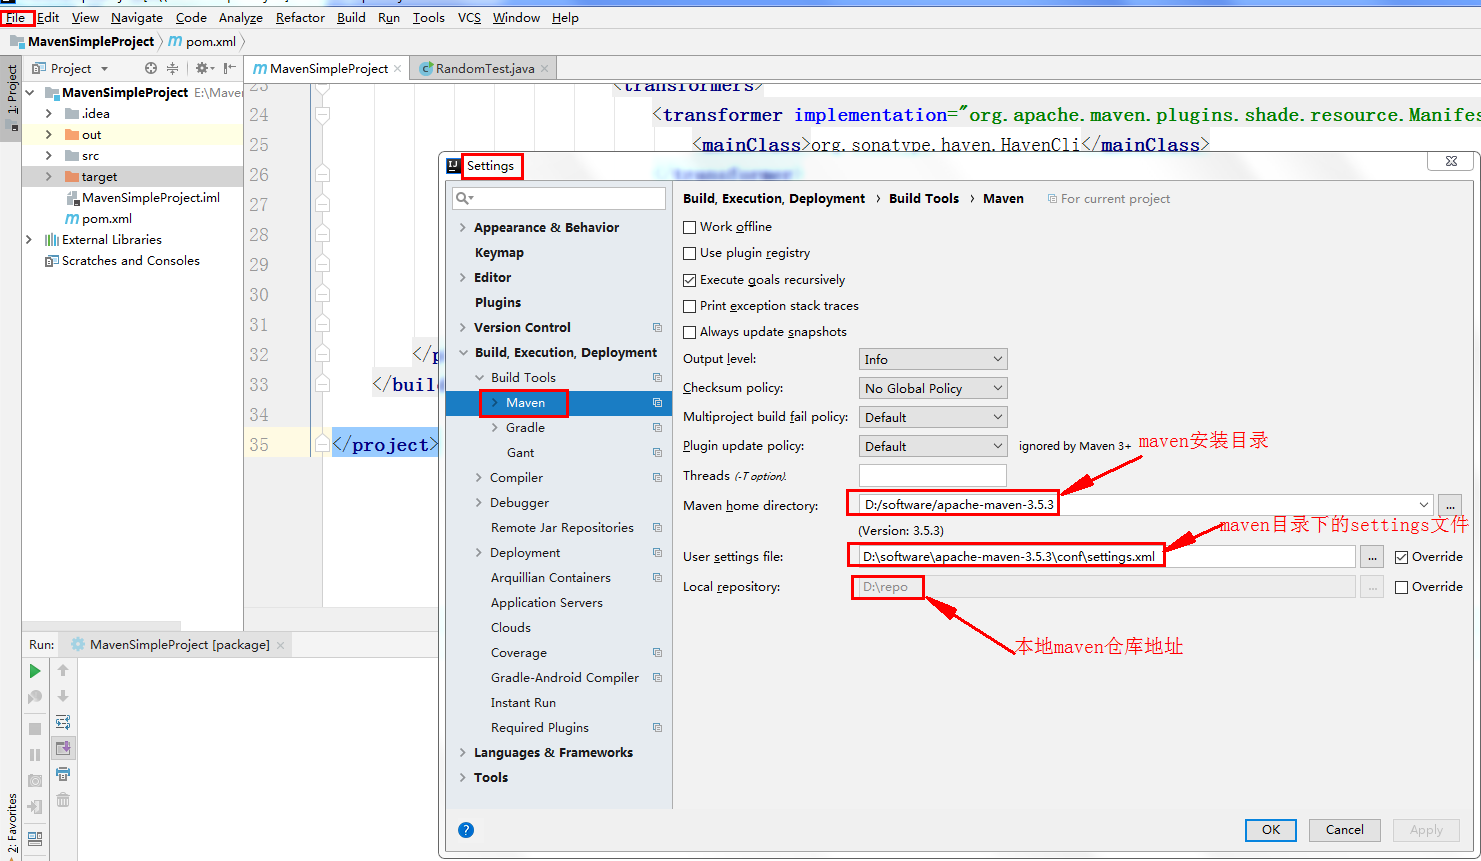 File Edit View Navigate Code Analyze Refactor Build Run Tools VCS Window Help
MavenSimpleProject pom.xml
1: Project
Project
MavenSimpleProject E:\Maven
.idea
out
src
target
MavenSimpleProject.iml
pom.xml
External Libraries
Scratches and Consoles
MavenSimpleProject RandomTest.java
23 <transformers>
24 <transformer implementation="org.apache.maven.plugins.shade.resource.Manifes
25 <mainClass>org.sonatype.haven.HavenCli</mainClass>
26 </transformer>
27
28
29
30
31
32 </p
33 </build
34
35 </project>
Settings
Appearance & Behavior
Keymap
Editor
Plugins
Version Control
Build, Execution, Deployment
Build Tools
Maven
Gradle
Gant
Compiler
Debugger
Remote Jar Repositories
Deployment
Arquillian Containers
Application Servers
Clouds
Coverage
Gradle-Android Compiler
Instant Run
Required Plugins
Languages & Frameworks
Tools
Build, Execution, Deployment › Build Tools › Maven For current project
Work offline
Use plugin registry
Execute goals recursively
Print exception stack traces
Always update snapshots
Output level: Info
Checksum policy: No Global Policy
Multiproject build fail policy: Default
Plugin update policy: Default ignored by Maven 3+
maven安装目录
Threads (-T option).
Maven home directory: D:/software/apache-maven-3.5.3 ...
(Version: 3.5.3)
maven目录下的settings文件
User settings file: D:\software\apache-maven-3.5.3\conf\settings.xml ... Override
Local repository: D:\repo ... Override
本地maven仓库地址
OK Cancel Apply
Run: MavenSimpleProject [package]
2: Favorites